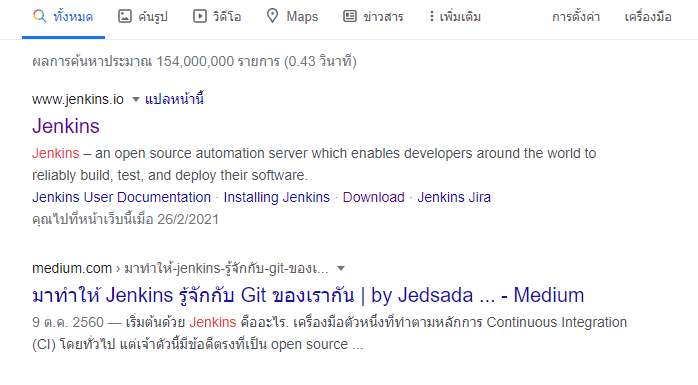 ทั้งหมด ค้นรูป วิดีโอ Maps ข่าวสาร เพิ่มเติม การตั้งค่า เครื่องมือ
ผลการค้นหาประมาณ 154,000,000 รายการ (0.43 วินาที)
www.jenkins.io แปลหน้านี้
Jenkins
Jenkins – an open source automation server which enables developers around the world to
reliably build, test, and deploy their software.
Jenkins User Documentation · Installing Jenkins · Download · Jenkins Jira
คุณไปที่หน้าเว็บนี้เมื่อ 26/2/2021
medium.com › มาทำให้-jenkins-รู้จักกับ-git-ของเ...
มาทำให้ Jenkins รู้จักกับ Git ของเรากัน | by Jedsada ... - Medium
9 ต.ค. 2560 — เริ่มต้นด้วย Jenkins คืออะไร. เครื่องมือตัวหนึ่งที่ทำตามหลักการ Continuous Integration
(CI) โดยทั่วไป แต่เจ้าตัวนี้มีข้อดีตรงที่เป็น open source ...